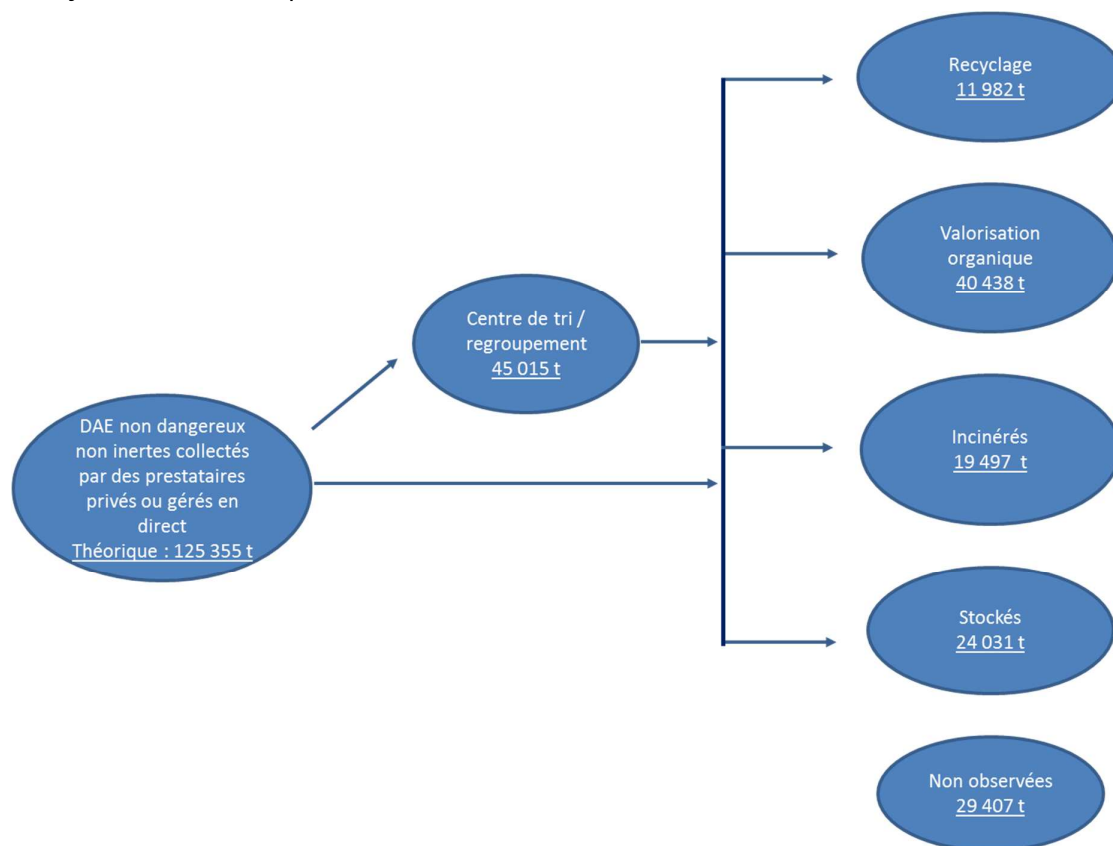 Recyclage
11 982 t
Valorisation
organique
40 438 t
Centre de tri /
regroupement
45 015 t
DAE non dangereux
non inertes collectés
par des prestataires
privés ou gérés en
direct
Théorique : 125 355 t
Incinérés
19 497 t
Stockés
24 031 t
Non observées
29 407 t